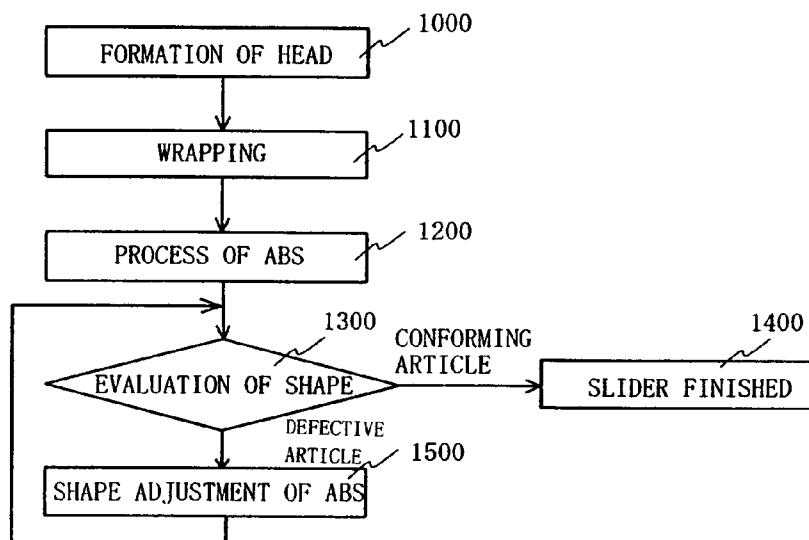 1000
FORMATION OF HEAD
1100
WRAPPING
1200
PROCESS OF ABS
1300
EVALUATION OF SHAPE
CONFORMING
ARTICLE
1400
SLIDER FINISHED
DEFECTIVE
ARTICLE
1500
SHAPE ADJUSTMENT OF ABS